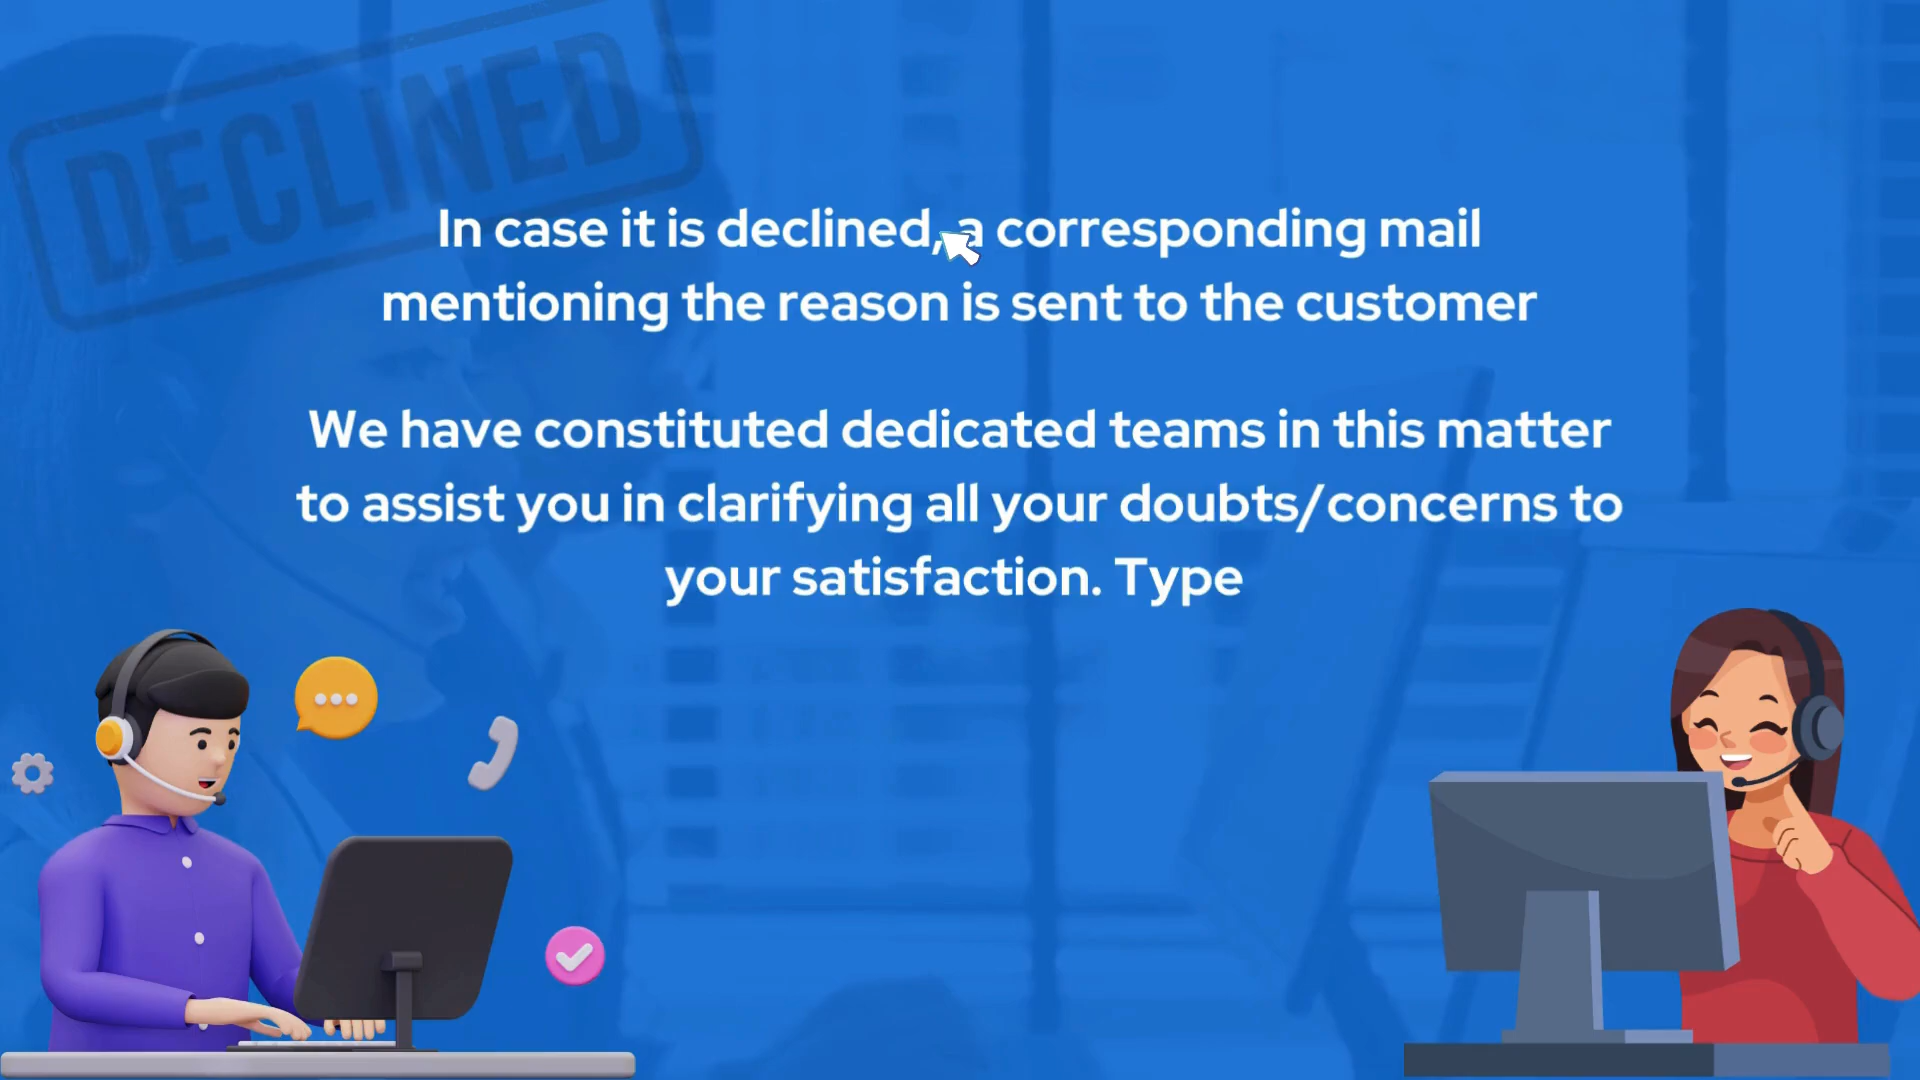 DECLINED
In case it is declined, a corresponding mail
mentioning the reason is sent to the customer
We have constituted dedicated teams in this matter
to assist you in clarifying all your doubts/concerns to
your satisfaction. Type